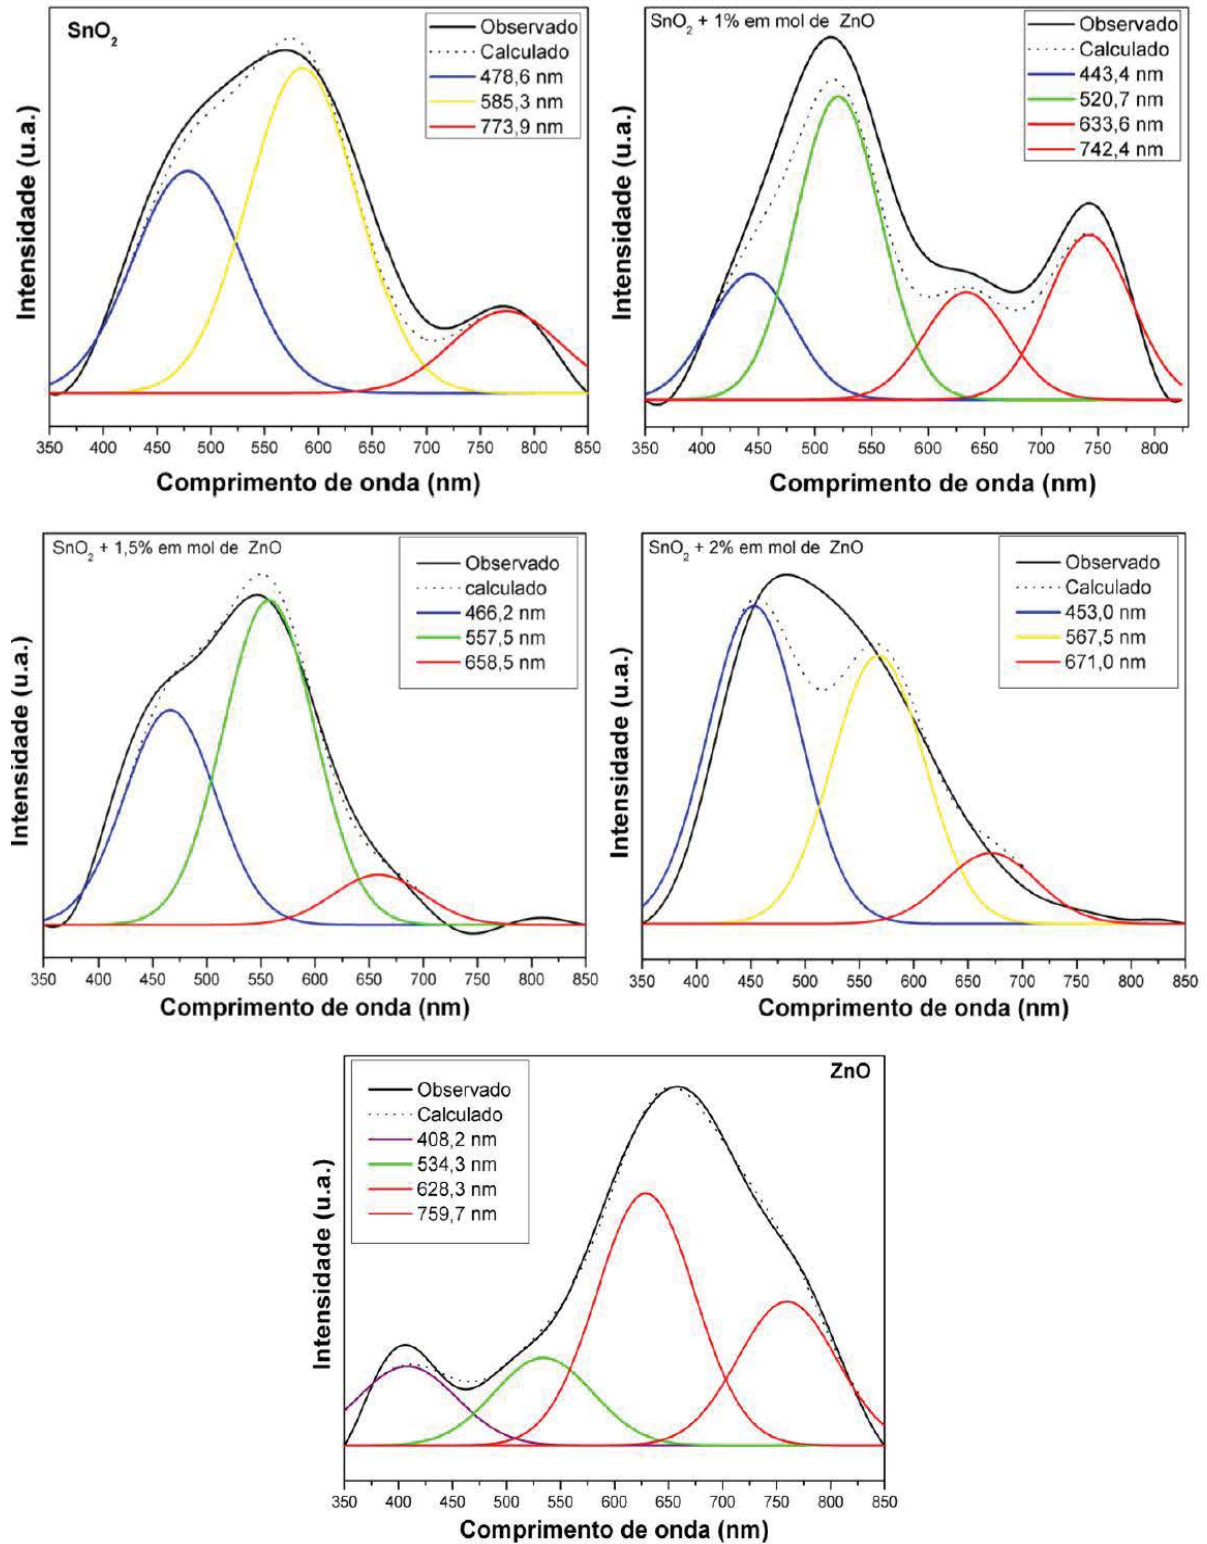 SnO2
Observado
Calculado
478,6 nm
585,3 nm
773,9 nm
Intensidade (u.a.)
350 400 450 500 550 600 650 700 750 800 850
Comprimento de onda (nm)
SnO2 + 1% em mol de ZnO
Observado
Calculado
443,4 nm
520,7 nm
633,6 nm
742,4 nm
Intensidade (u.a.)
350 400 450 500 550 600 650 700 750 800
Comprimento de onda (nm)
SnO2 + 1,5% em mol de ZnO
Observado
calculado
466,2 nm
557,5 nm
658,5 nm
Intensidade (u.a.)
350 400 450 500 550 600 650 700 750 800 850
Comprimento de onda (nm)
SnO2 + 2% em mol de ZnO
Observado
Calculado
453,0 nm
567,5 nm
671,0 nm
Intensidade (u.a.)
350 400 450 500 550 600 650 700 750 800 850
Comprimento de onda (nm)
ZnO
Observado
Calculado
408,2 nm
534,3 nm
628,3 nm
759,7 nm
Intensidade (u.a.)
350 400 450 500 550 600 650 700 750 800 850
Comprimento de onda (nm)